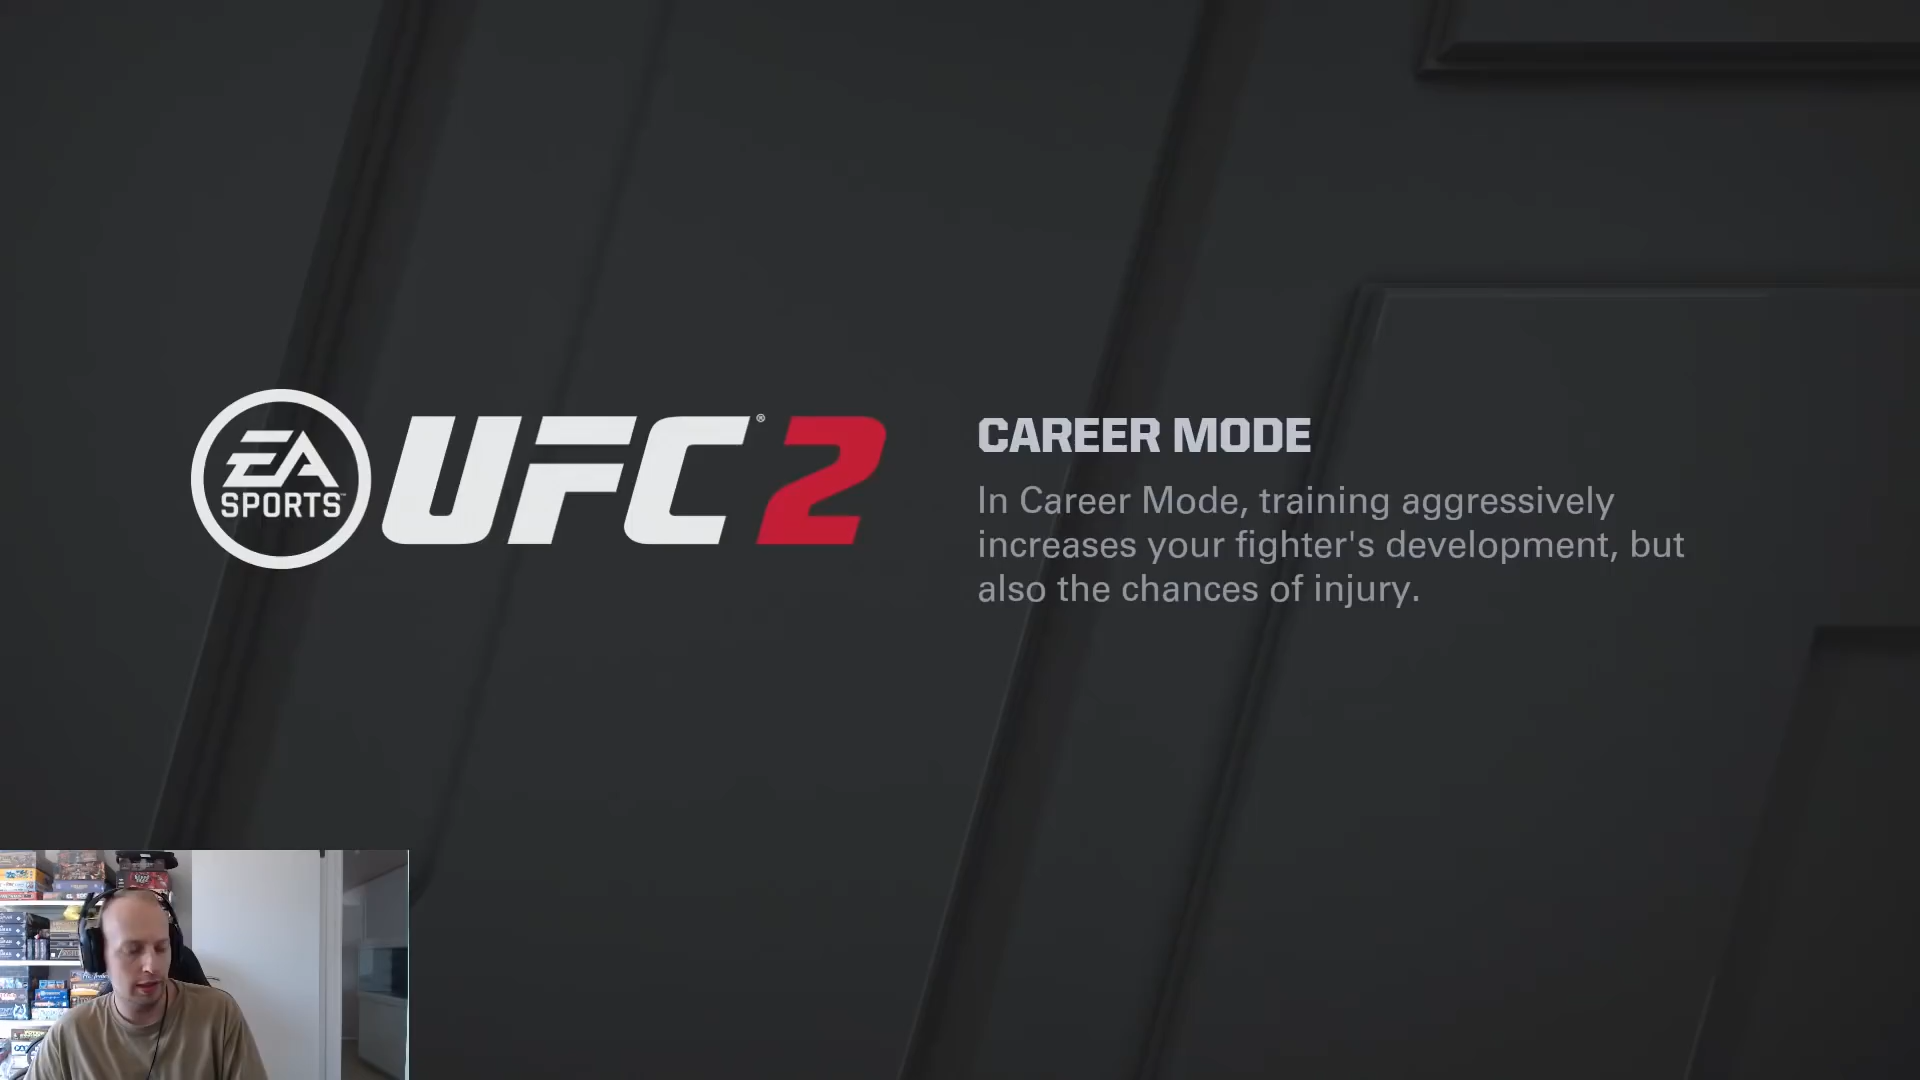 EA
SPORTS™
UFC® 2
CAREER MODE
In Career Mode, training aggressively
increases your fighter's development, but
also the chances of injury.